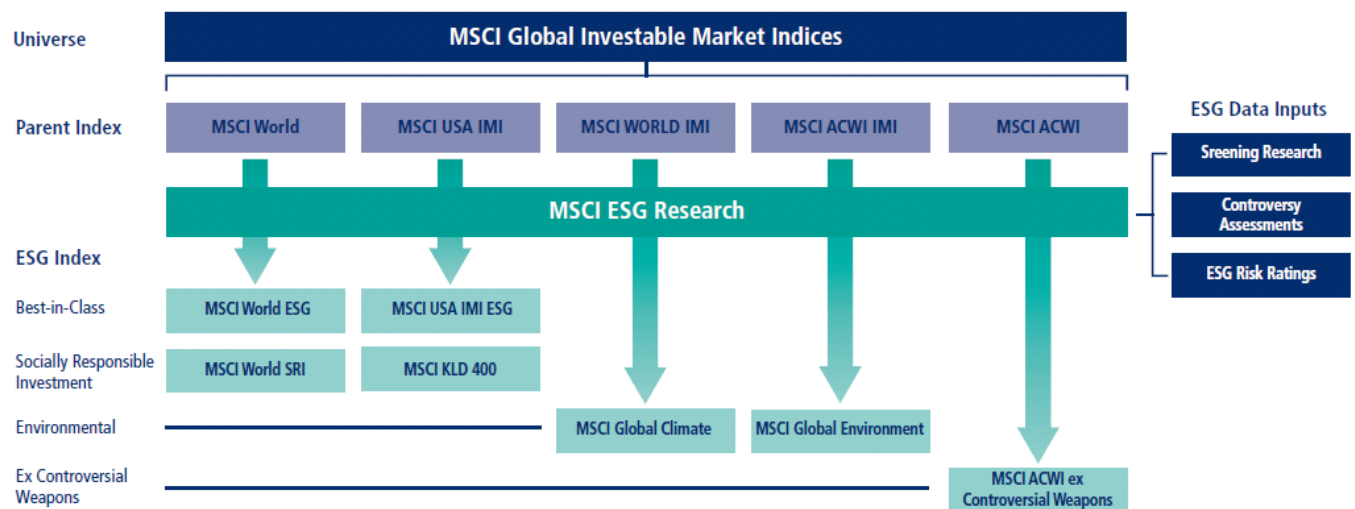 Universe
MSCI Global Investable Market Indices
Parent Index
MSCI World
MSCI USA IMI
MSCI WORLD IMI
MSCI ACWI IMI
MSCI ACWI
ESG Data Inputs
Sreening Research
Controversy
Assessments
ESG Risk Ratings
MSCI ESG Research
ESG Index
Best-in-Class
MSCI World ESG
MSCI USA IMI ESG
Socially Responsible
Investment
MSCI World SRI
MSCI KLD 400
Environmental
MSCI Global Climate
MSCI Global Environment
Ex Controversial
Weapons
MSCI ACWI ex
Controversial Weapons